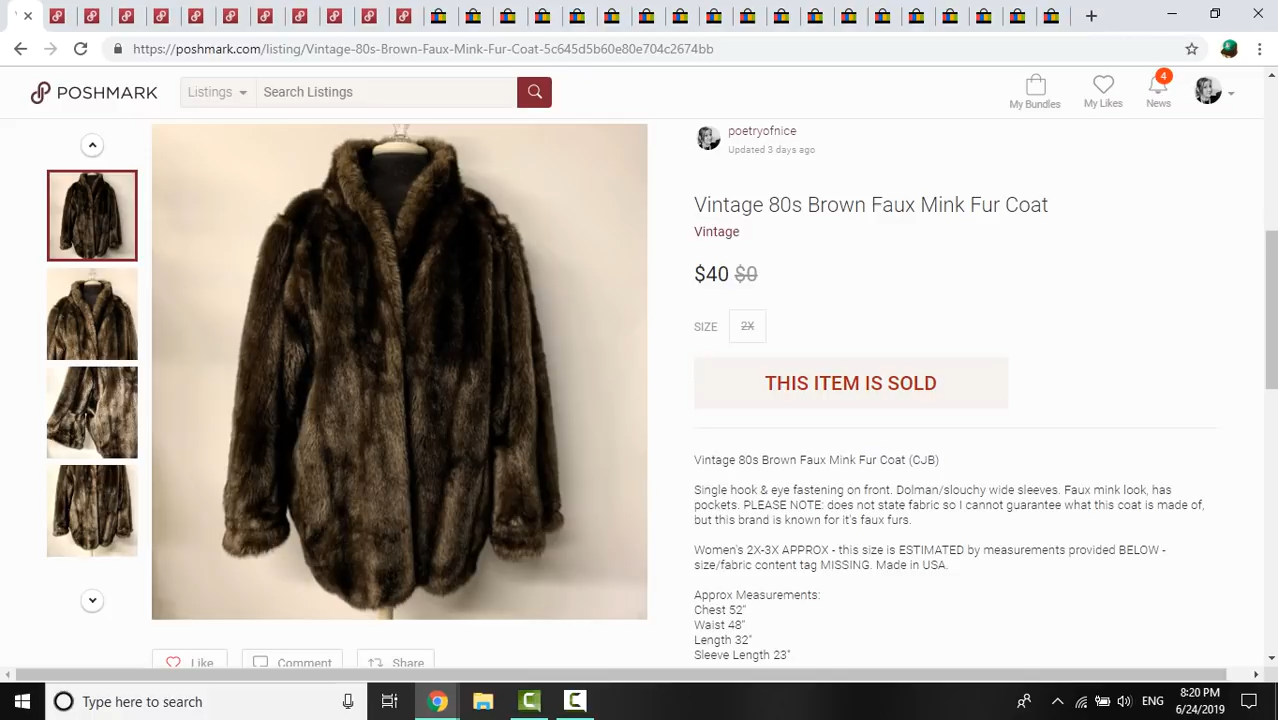 https://poshmark.com/listing/Vintage-80s-Brown-Faux-Mink-Fur-Coat-5c645d5b60e80e704c2674bb
POSHMARK
Listings
Search Listings
My Bundles
My Likes
4
News
poetryofnice
Updated 3 days ago
Vintage 80s Brown Faux Mink Fur Coat
Vintage
$40 $0
SIZE 2X
THIS ITEM IS SOLD
Vintage 80s Brown Faux Mink Fur Coat (CJB)
Single hook & eye fastening on front. Dolman/slouchy wide sleeves. Faux mink look, has
pockets. PLEASE NOTE: does not state fabric so I cannot guarantee what this coat is made of,
but this brand is known for it's faux furs.
Women's 2X-3X APPROX - this size is ESTIMATED by measurements provided BELOW -
size/fabric content tag MISSING. Made in USA.
Approx Measurements:
Chest 52"
Waist 48"
Length 32"
Sleeve Length 23"
Like
Comment
Share
Type here to search
ENG
8:20 PM
6/24/2019